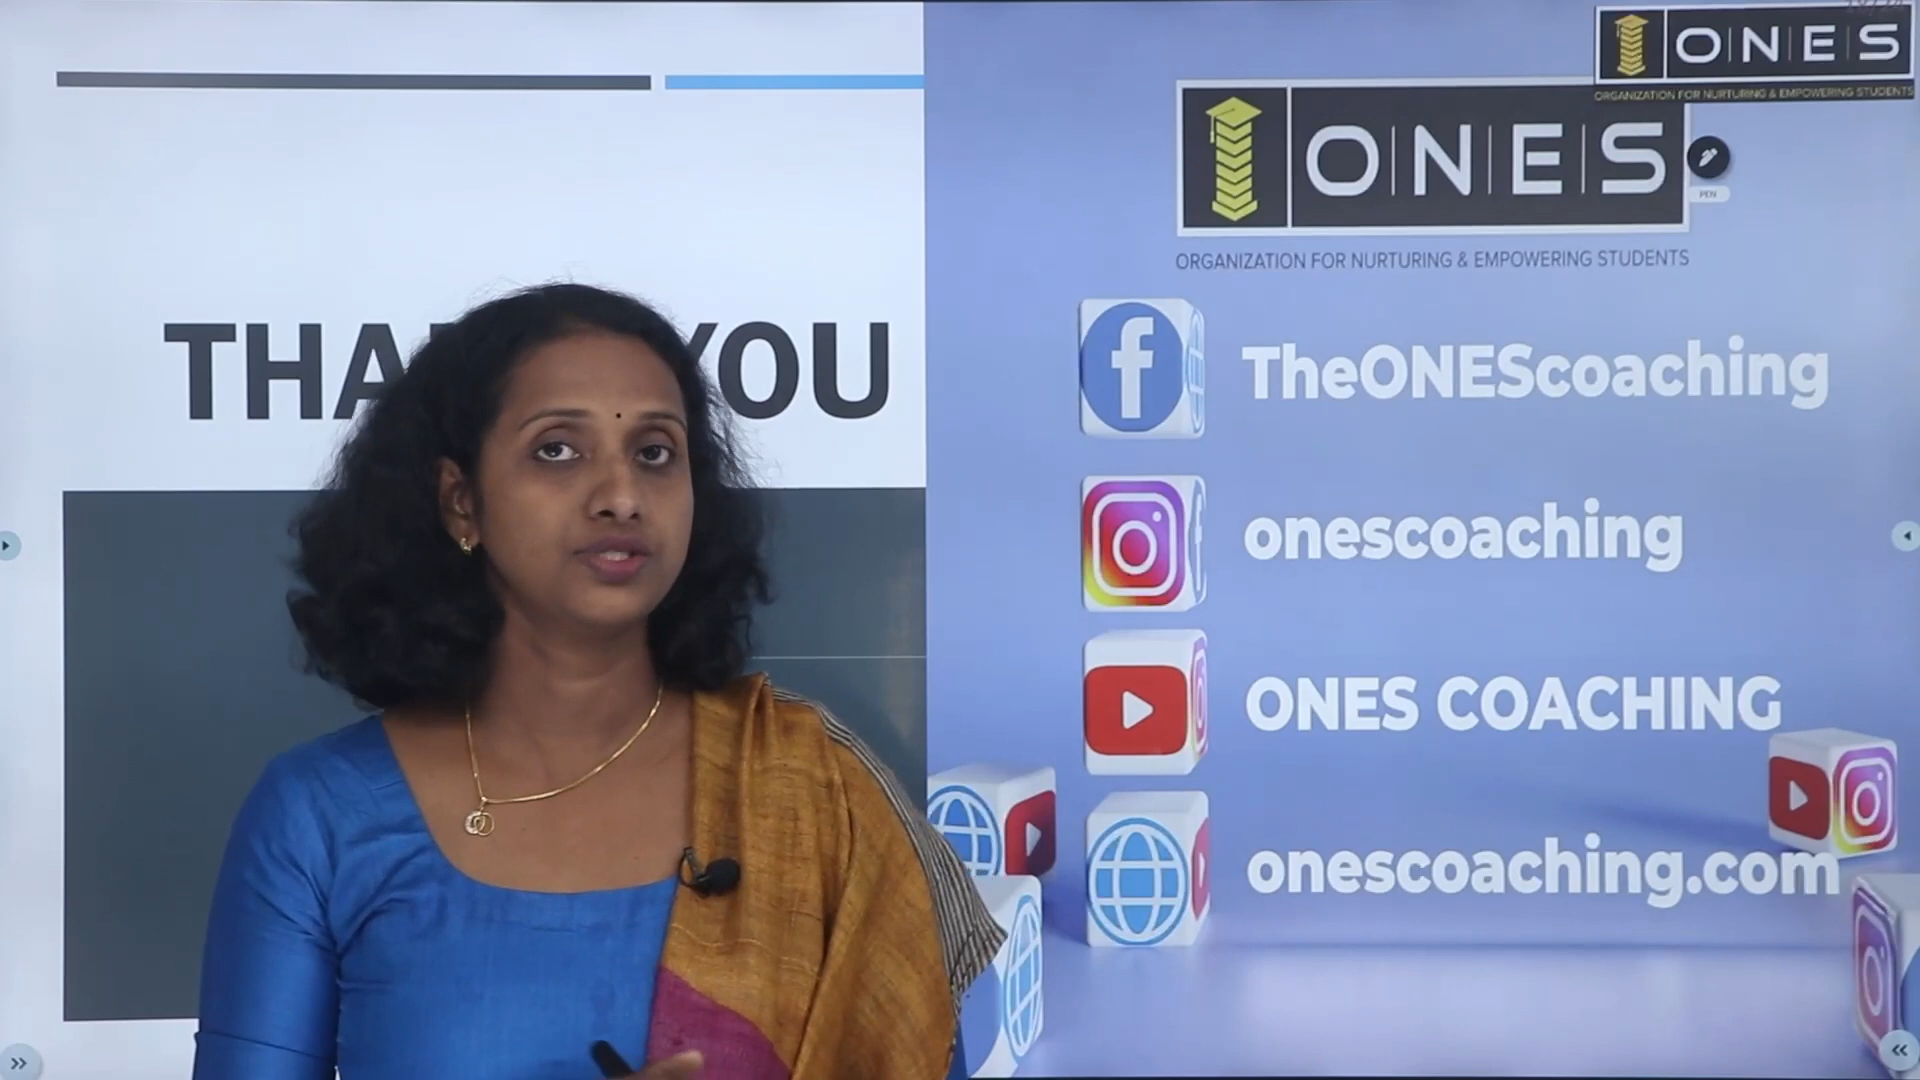 THA YOU
ONES
ORGANIZATION FOR NURTURING & EMPOWERING STUDENTS
ONES
PEN
ORGANIZATION FOR NURTURING & EMPOWERING STUDENTS
TheONEScoaching
onescoaching
ONES COACHING
onescoaching.com